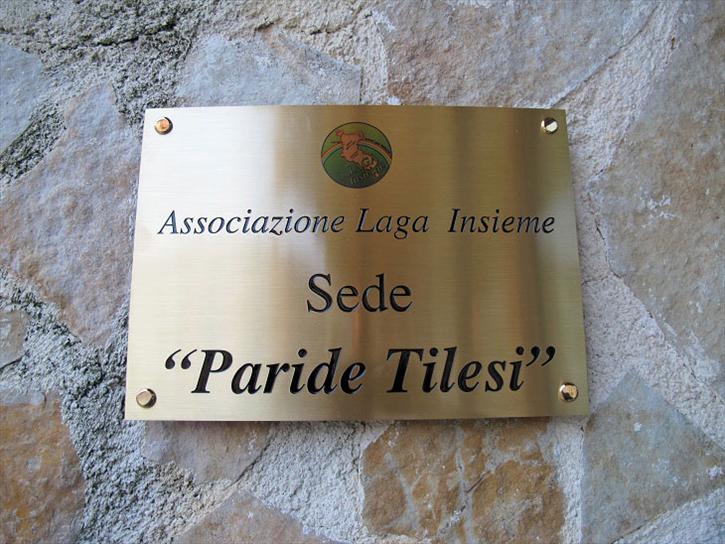 Associazione Laga Insieme
Sede
“Paride Tilesi”